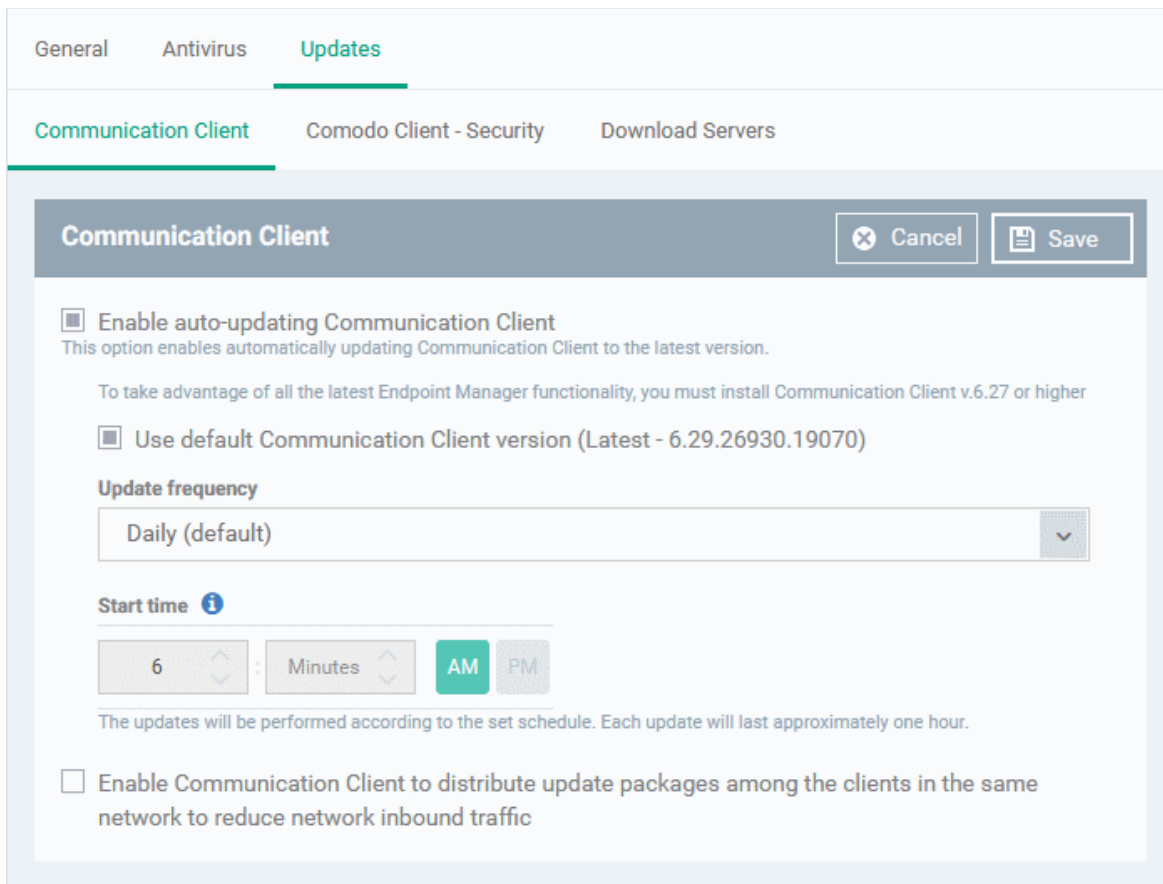 General Antivirus Updates
Communication Client Comodo Client - Security Download Servers
Communication Client Cancel Save
Enable auto-updating Communication Client
This option enables automatically updating Communication Client to the latest version.
To take advantage of all the latest Endpoint Manager functionality, you must install Communication Client v.6.27 or higher
Use default Communication Client version (Latest - 6.29.26930.19070)
Update frequency
Daily (default)
Start time
6 : Minutes AM PM
The updates will be performed according to the set schedule. Each update will last approximately one hour.
Enable Communication Client to distribute update packages among the clients in the same
network to reduce network inbound traffic